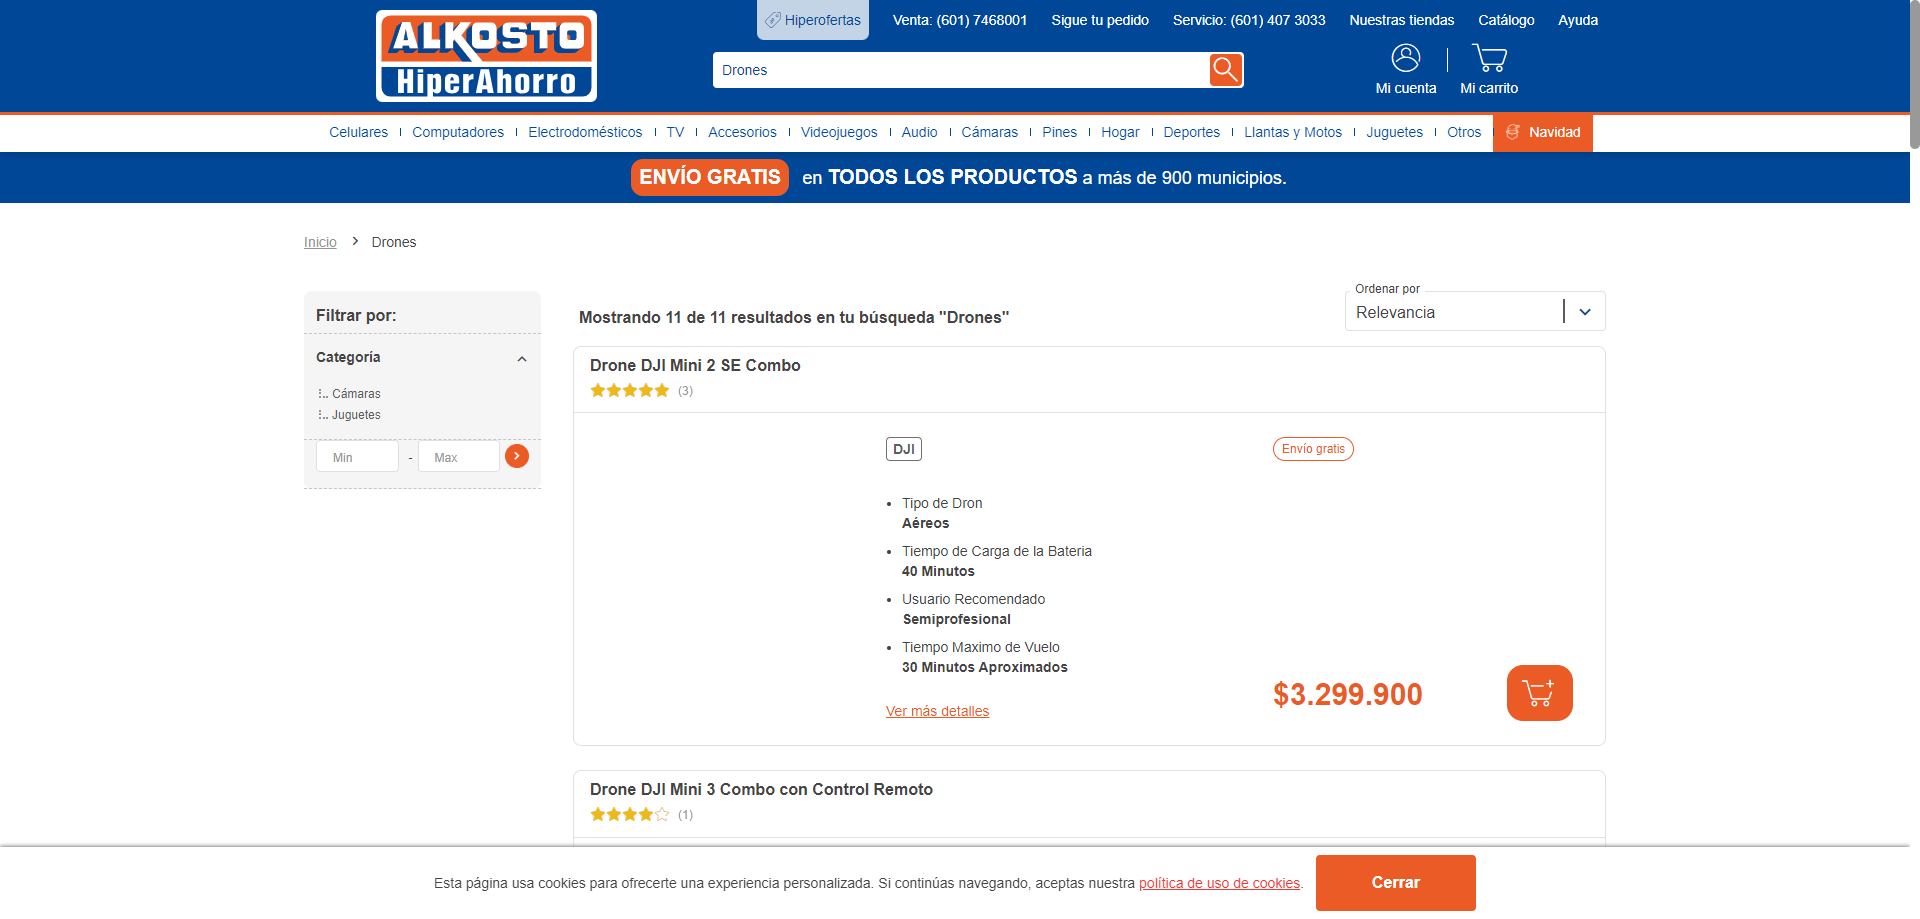 ALKOSTO
HiperAhorro
Hiperofertas
Venta: (601) 7468001
Sigue tu pedido
Servicio: (601) 407 3033
Nuestras tiendas
Catálogo
Ayuda
Drones
Mi cuenta
Mi carrito
Celulares
Computadores
Electrodomésticos
TV
Accesorios
Videojuegos
Audio
Cámaras
Pines
Hogar
Deportes
Llantas y Motos
Juguetes
Otros
Navidad
ENVÍO GRATIS en TODOS LOS PRODUCTOS a más de 900 municipios.
Inicio > Drones
Filtrar por:
Categoría
Cámaras
Juguetes
Min - Max
Mostrando 11 de 11 resultados en tu búsqueda "Drones"
Ordenar por
Relevancia
Drone DJI Mini 2 SE Combo
(3)
DJI
Envío gratis
Tipo de Dron
Aéreos
Tiempo de Carga de la Bateria
40 Minutos
Usuario Recomendado
Semiprofesional
Tiempo Maximo de Vuelo
30 Minutos Aproximados
Ver más detalles
$3.299.900
Drone DJI Mini 3 Combo con Control Remoto
(1)
Esta página usa cookies para ofrecerte una experiencia personalizada. Si continúas navegando, aceptas nuestra política de uso de cookies.
Cerrar